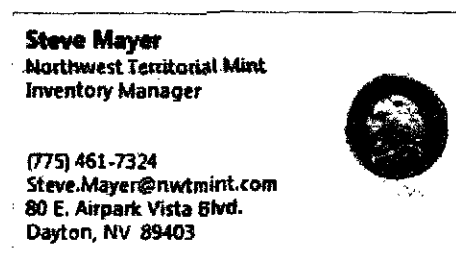 Steve Mayer
Northwest Territorial Mint
Inventory Manager
(775) 461-7324
Steve.Mayer@nwtmint.com
80 E. Airpark Vista Blvd.
Dayton, NV 89403